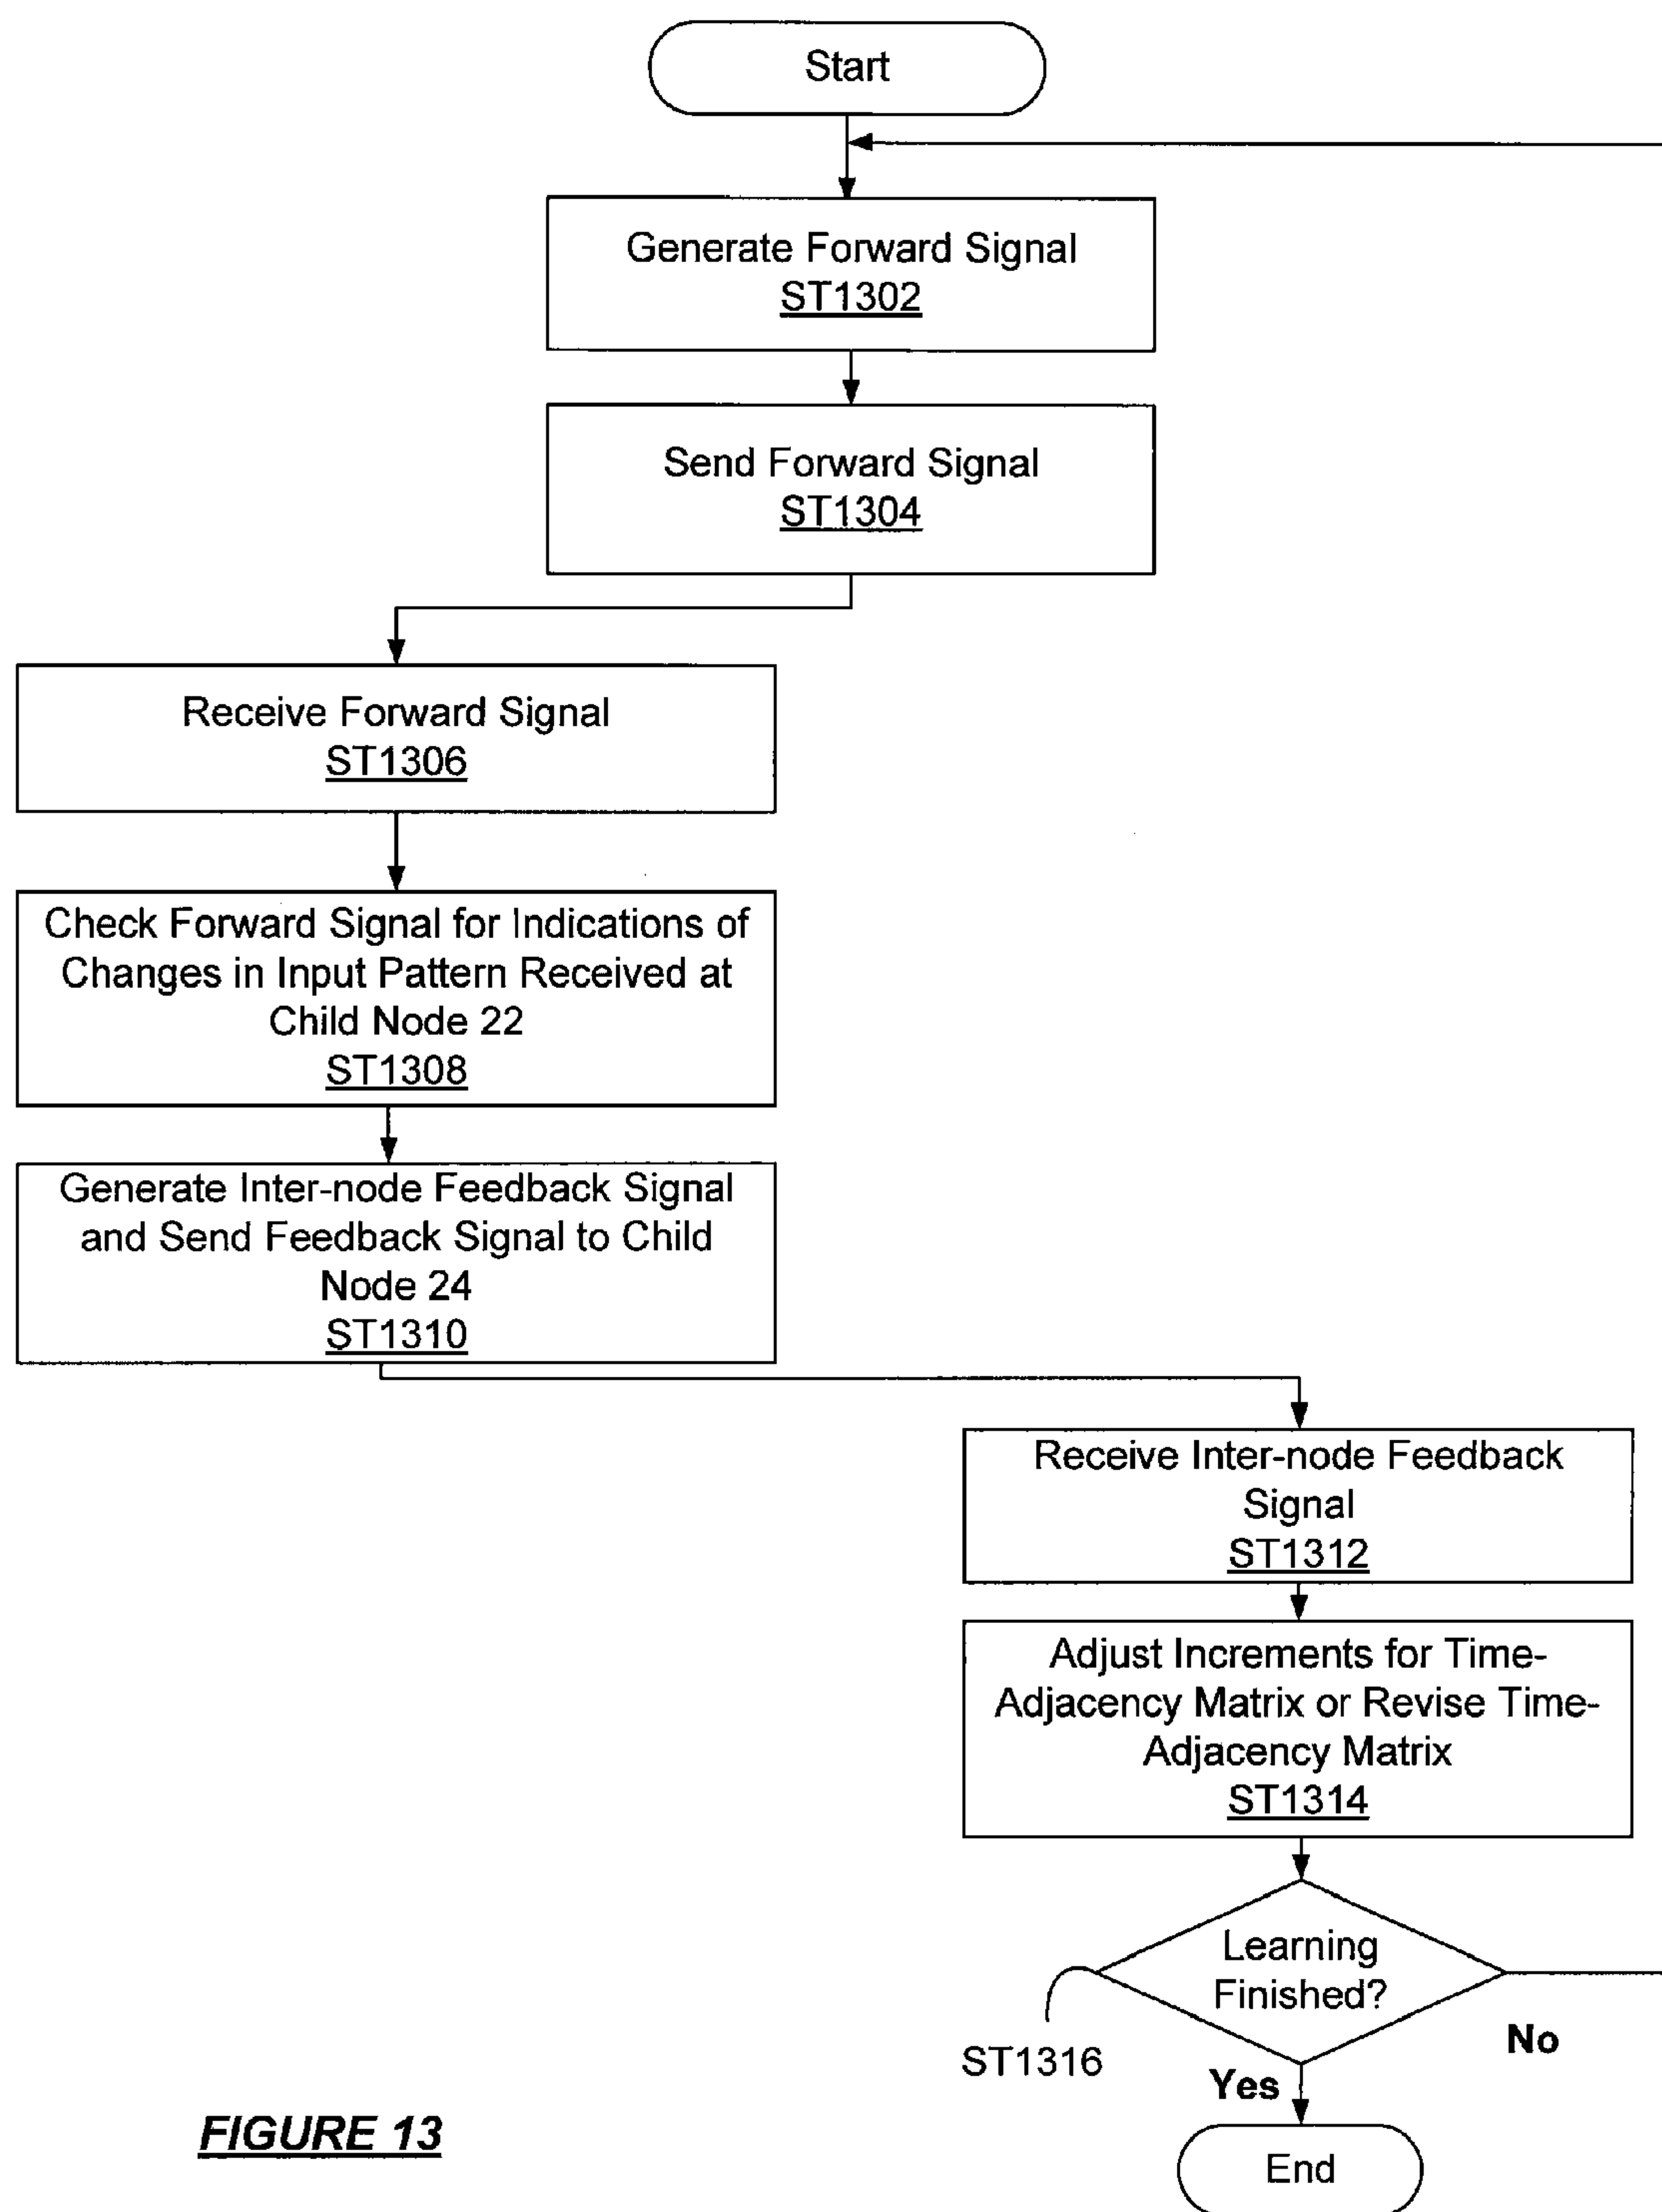 Start
Generate Forward Signal
ST1302
Send Forward Signal
ST1304
Receive Forward Signal
ST1306
Check Forward Signal for Indications of
Changes in Input Pattern Received at
Child Node 22
ST1308
Generate Inter-node Feedback Signal
and Send Feedback Signal to Child
Node 24
ST1310
Receive Inter-node Feedback
Signal
ST1312
Adjust Increments for Time-
Adjacency Matrix or Revise Time-
Adjacency Matrix
ST1314
Learning
Finished?
ST1316
No
Yes
End
FIGURE 13